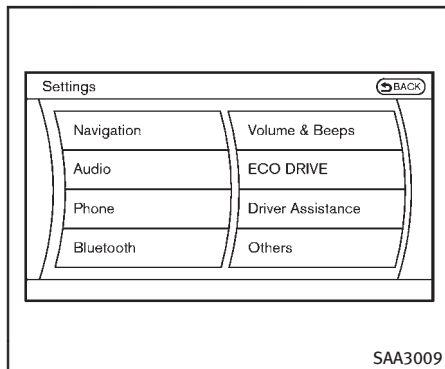 Settings
BACK
Navigation
Audio
Phone
Bluetooth
Volume & Beeps
ECO DRIVE
Driver Assistance
Others
SAA3009